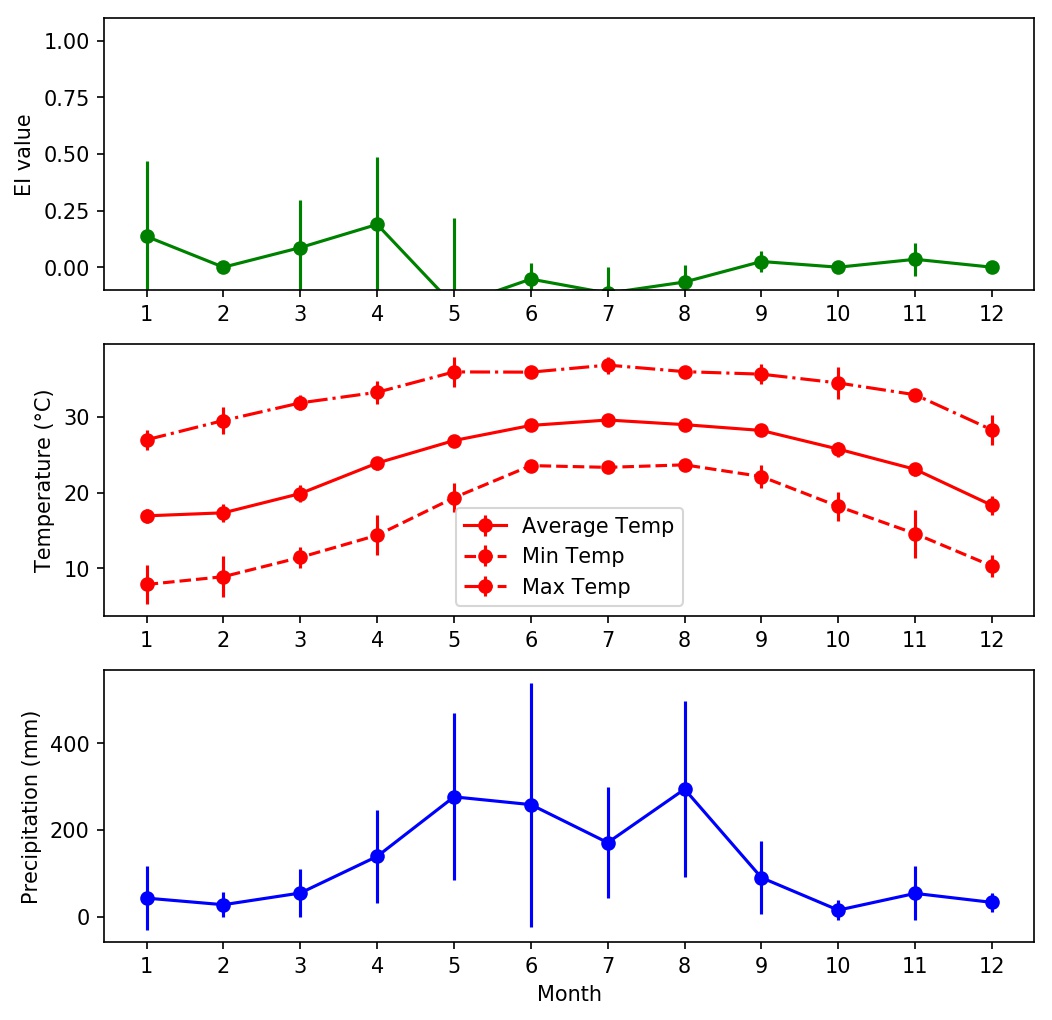 EI value
1.00
0.75
0.50
0.25
0.00
1 2 3 4 5 6 7 8 9 10 11 12
Temperature (°C)
30
20
10
Average Temp
Min Temp
Max Temp
1 2 3 4 5 6 7 8 9 10 11 12
Precipitation (mm)
400
200
0
1 2 3 4 5 6 7 8 9 10 11 12
Month